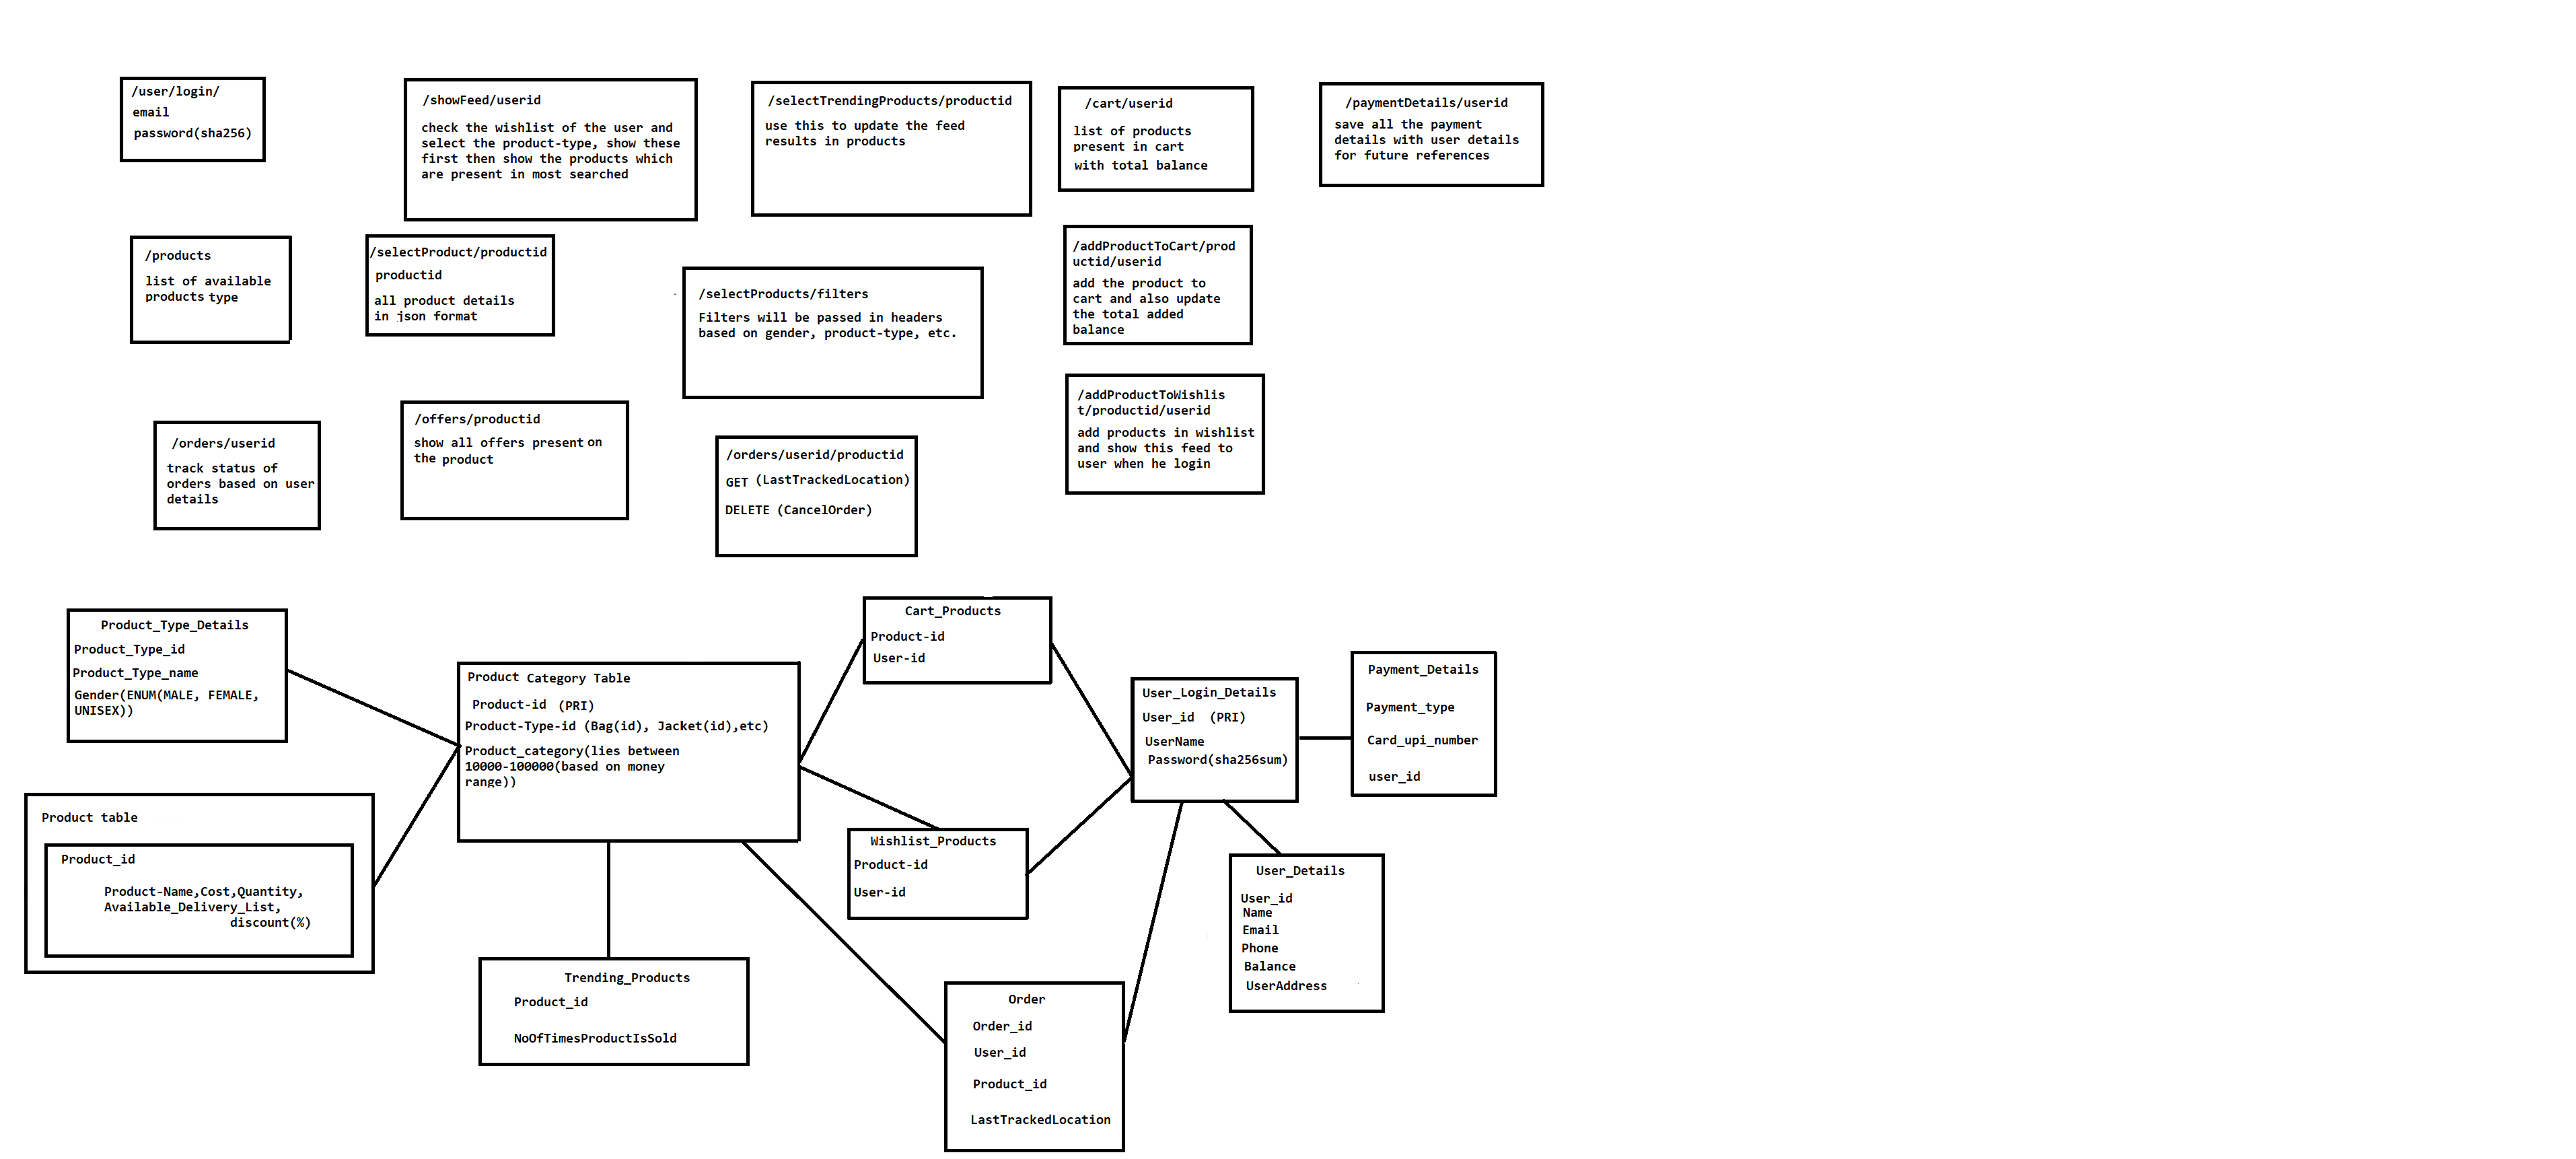 /user/login/
email
password(sha256)
/showFeed/userid
check the wishlist of the user and
select the product-type, show these
first then show the products which
are present in most searched
/selectTrendingProducts/productid
use this to update the feed
results in products
/cart/userid
list of products
present in cart
with total balance
/paymentDetails/userid
save all the payment
details with user details
for future references
/products
list of available
products type
/selectProduct/productid
productid
all product details
in json format
/selectProducts/filters
Filters will be passed in headers
based on gender, product-type, etc.
/addProductToCart/prod
uctid/userid
add the product to
cart and also update
the total added
balance
/orders/userid
track status of
orders based on user
details
/offers/productid
show all offers present on
the product
/orders/userid/productid
GET (LastTrackedLocation)
DELETE (CancelOrder)
/addProductToWishlis
t/productid/userid
add products in wishlist
and show this feed to
user when he login
Product_Type_Details
Product_Type_id
Product_Type_name
Gender(ENUM(MALE, FEMALE,
UNISEX))
Product Category Table
Product-id (PRI)
Product-Type-id (Bag(id), Jacket(id),etc)
Product_category(lies between
10000-100000(based on money
range))
Cart_Products
Product-id
User-id
User_Login_Details
User_id (PRI)
UserName
Password(sha256sum)
Payment_Details
Payment_type
Card_upi_number
user_id
Product table
Product_id
Product-Name,Cost,Quantity,
Available_Delivery_List,
discount(%)
Wishlist_Products
Product-id
User-id
User_Details
User_id
Name
Email
Phone
Balance
UserAddress
Trending_Products
Product_id
NoOfTimesProductIsSold
Order
Order_id
User_id
Product_id
LastTrackedLocation